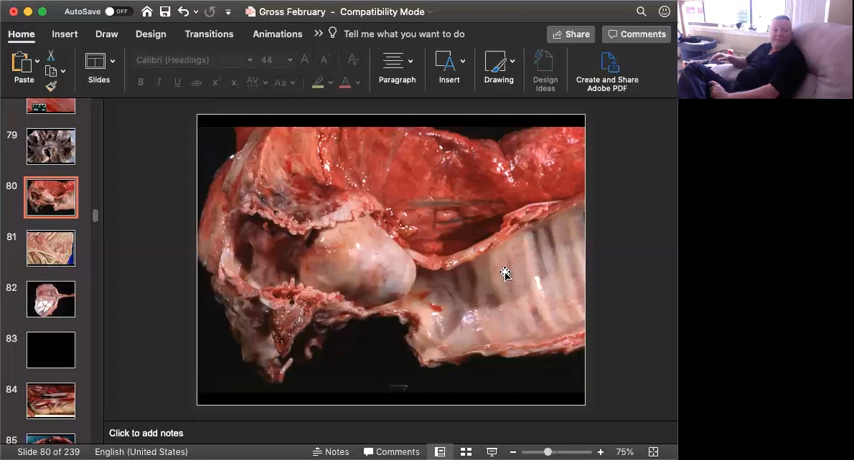 AutoSave OFF Gross February - Compatibility Mode
Home Insert Draw Design Transitions Animations Tell me what you want to do Share Comments
Calibri (Headings) 44
Paste Slides Paragraph Insert Drawing Design Ideas Create and Share Adobe PDF
79
80
81
82
83
84
85
Click to add notes
Slide 80 of 239 English (United States) Notes Comments 75%